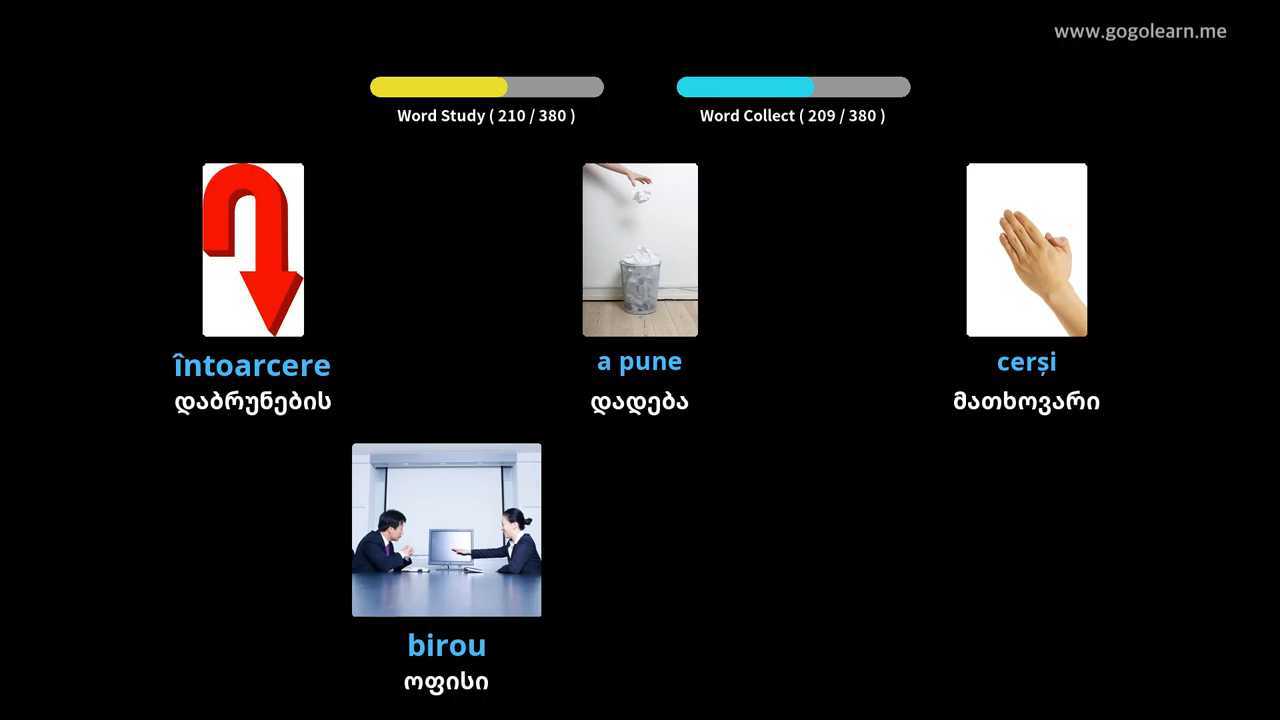 www.gogolearn.me
Word Study ( 210 / 380 )
Word Collect ( 209 / 380 )
întoarcere
დაბრუნების
a pune
დადება
cerși
მათხოვარი
birou
ოფისი